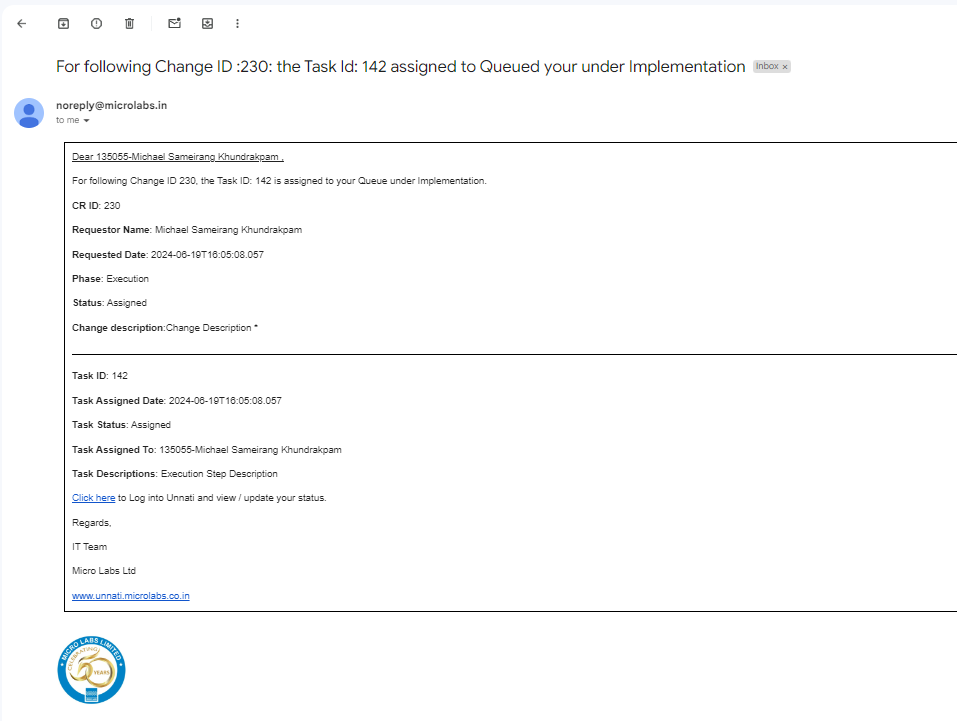 For following Change ID :230: the Task Id: 142 assigned to Queued your under Implementation Inbox x
noreply@microlabs.in
to me
Dear 135055-Michael Sameirang Khundrakpam ,
For following Change ID 230, the Task ID: 142 is assigned to your Queue under Implementation.
CR ID: 230
Requestor Name: Michael Sameirang Khundrakpam
Requested Date: 2024-06-19T16:05:08.057
Phase: Execution
Status: Assigned
Change description:Change Description *
Task ID: 142
Task Assigned Date: 2024-06-19T16:05:08.057
Task Status: Assigned
Task Assigned To: 135055-Michael Sameirang Khundrakpam
Task Descriptions: Execution Step Description
Click here to Log into Unnati and view / update your status.
Regards,
IT Team
Micro Labs Ltd
www.unnati.microlabs.co.in
MICRO LABS LIMITED
CELEBRATING
50
YEARS